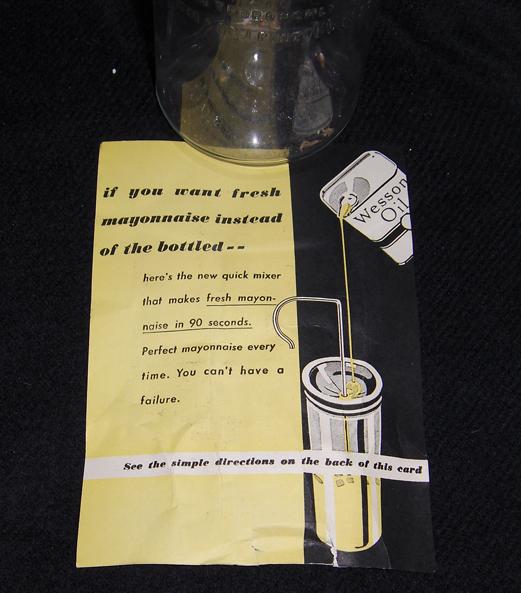 if you want fresh
mayonnaise instead
of the bottled--
here's the new quick mixer
that makes fresh mayon-
naise in 90 seconds.
Perfect mayonnaise every
time. You can't have a
failure.
Wesson
Oil
See the simple directions on the back of this card